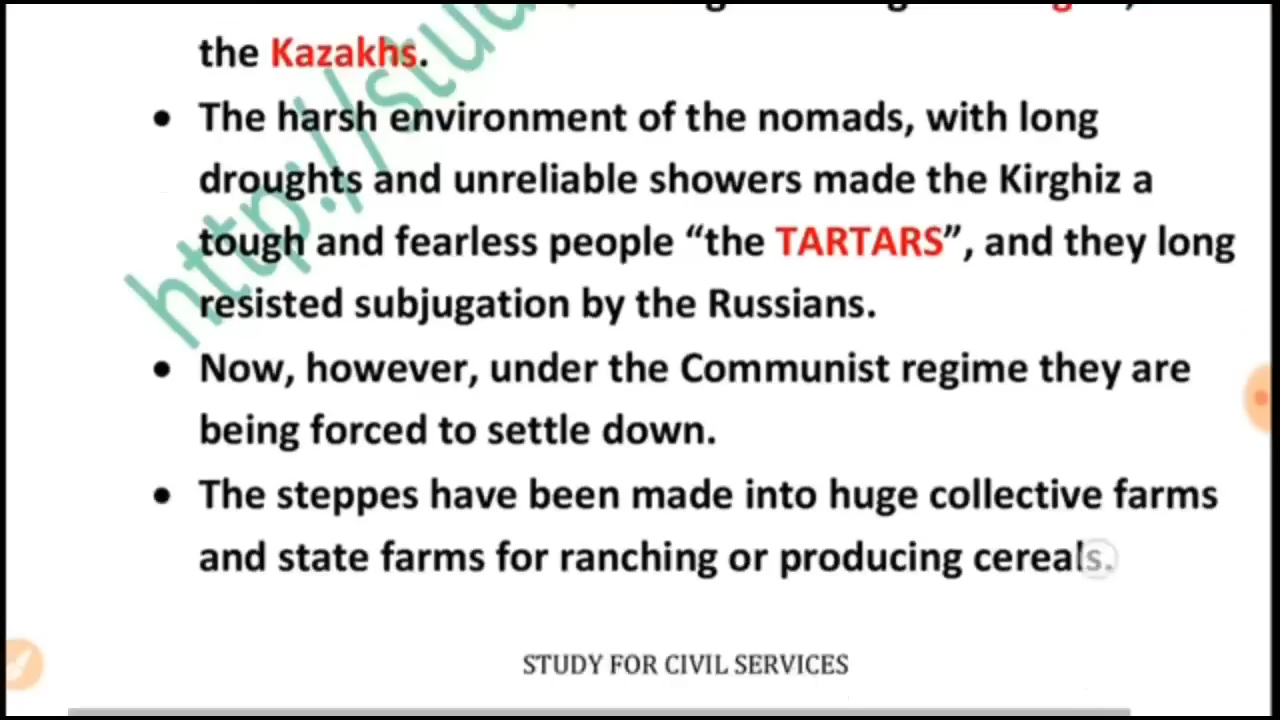 the Kazakhs.
http://stud
• The harsh environment of the nomads, with long
droughts and unreliable showers made the Kirghiz a
tough and fearless people “the TARTARS”, and they long
resisted subjugation by the Russians.
• Now, however, under the Communist regime they are
being forced to settle down.
• The steppes have been made into huge collective farms
and state farms for ranching or producing cereals.
STUDY FOR CIVIL SERVICES